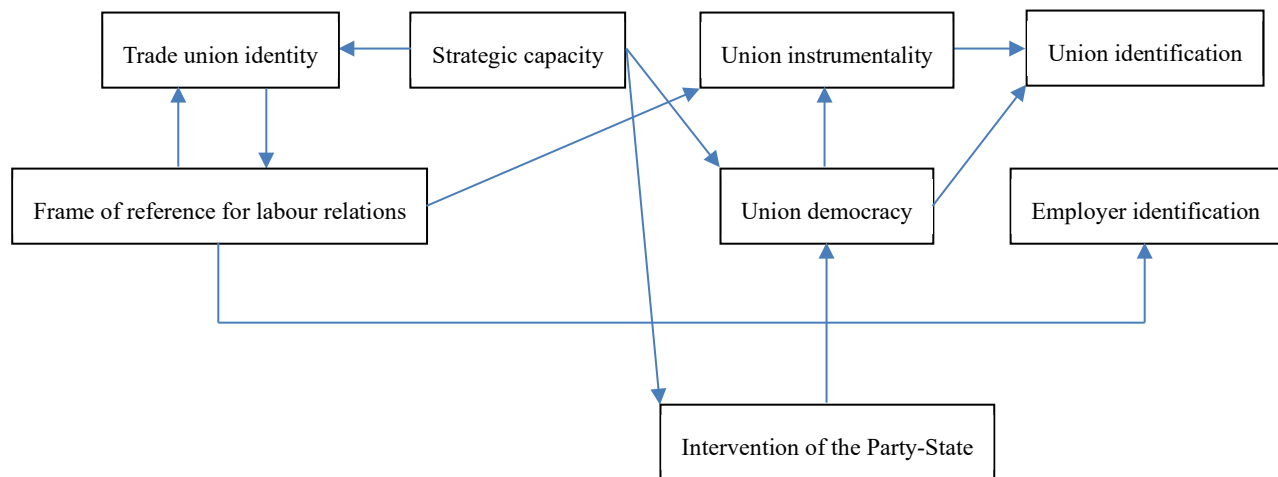 Trade union identity
Strategic capacity
Union instrumentality
Union identification
Frame of reference for labour relations
Union democracy
Employer identification
Intervention of the Party-State